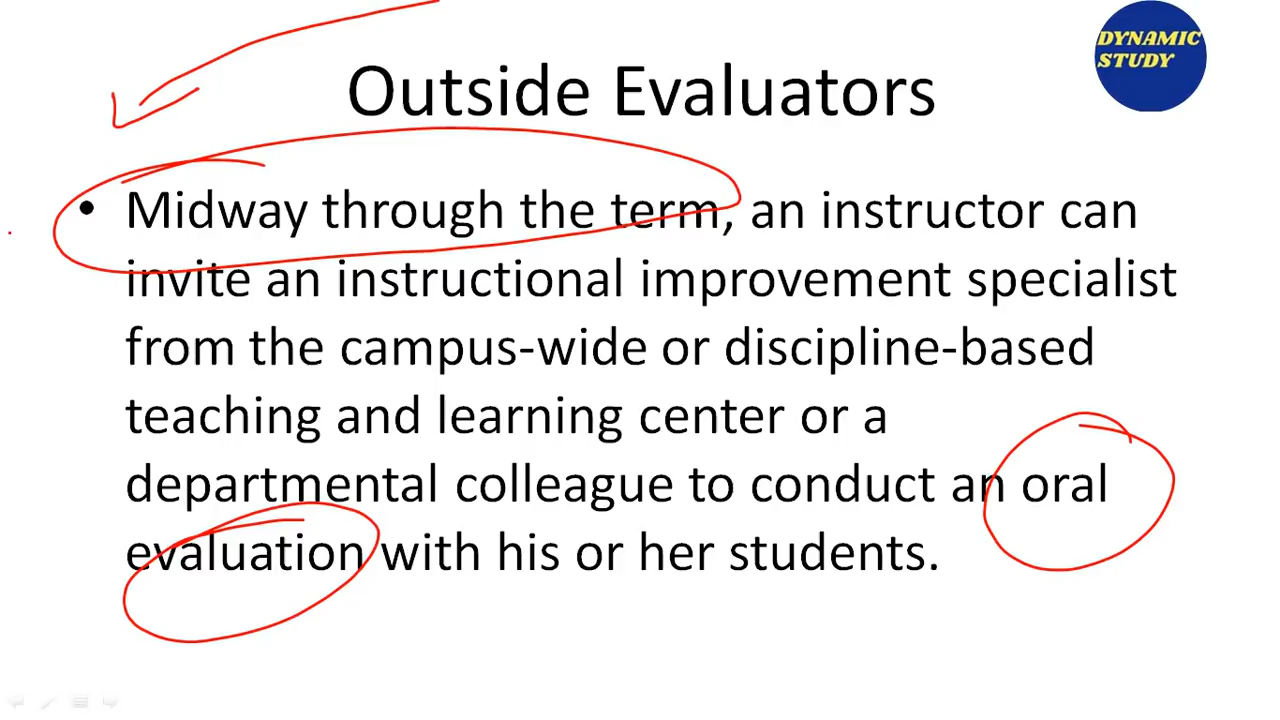 DYNAMIC
STUDY
Outside Evaluators
• Midway through the term, an instructor can
invite an instructional improvement specialist
from the campus-wide or discipline-based
teaching and learning center or a
departmental colleague to conduct an oral
evaluation with his or her students.